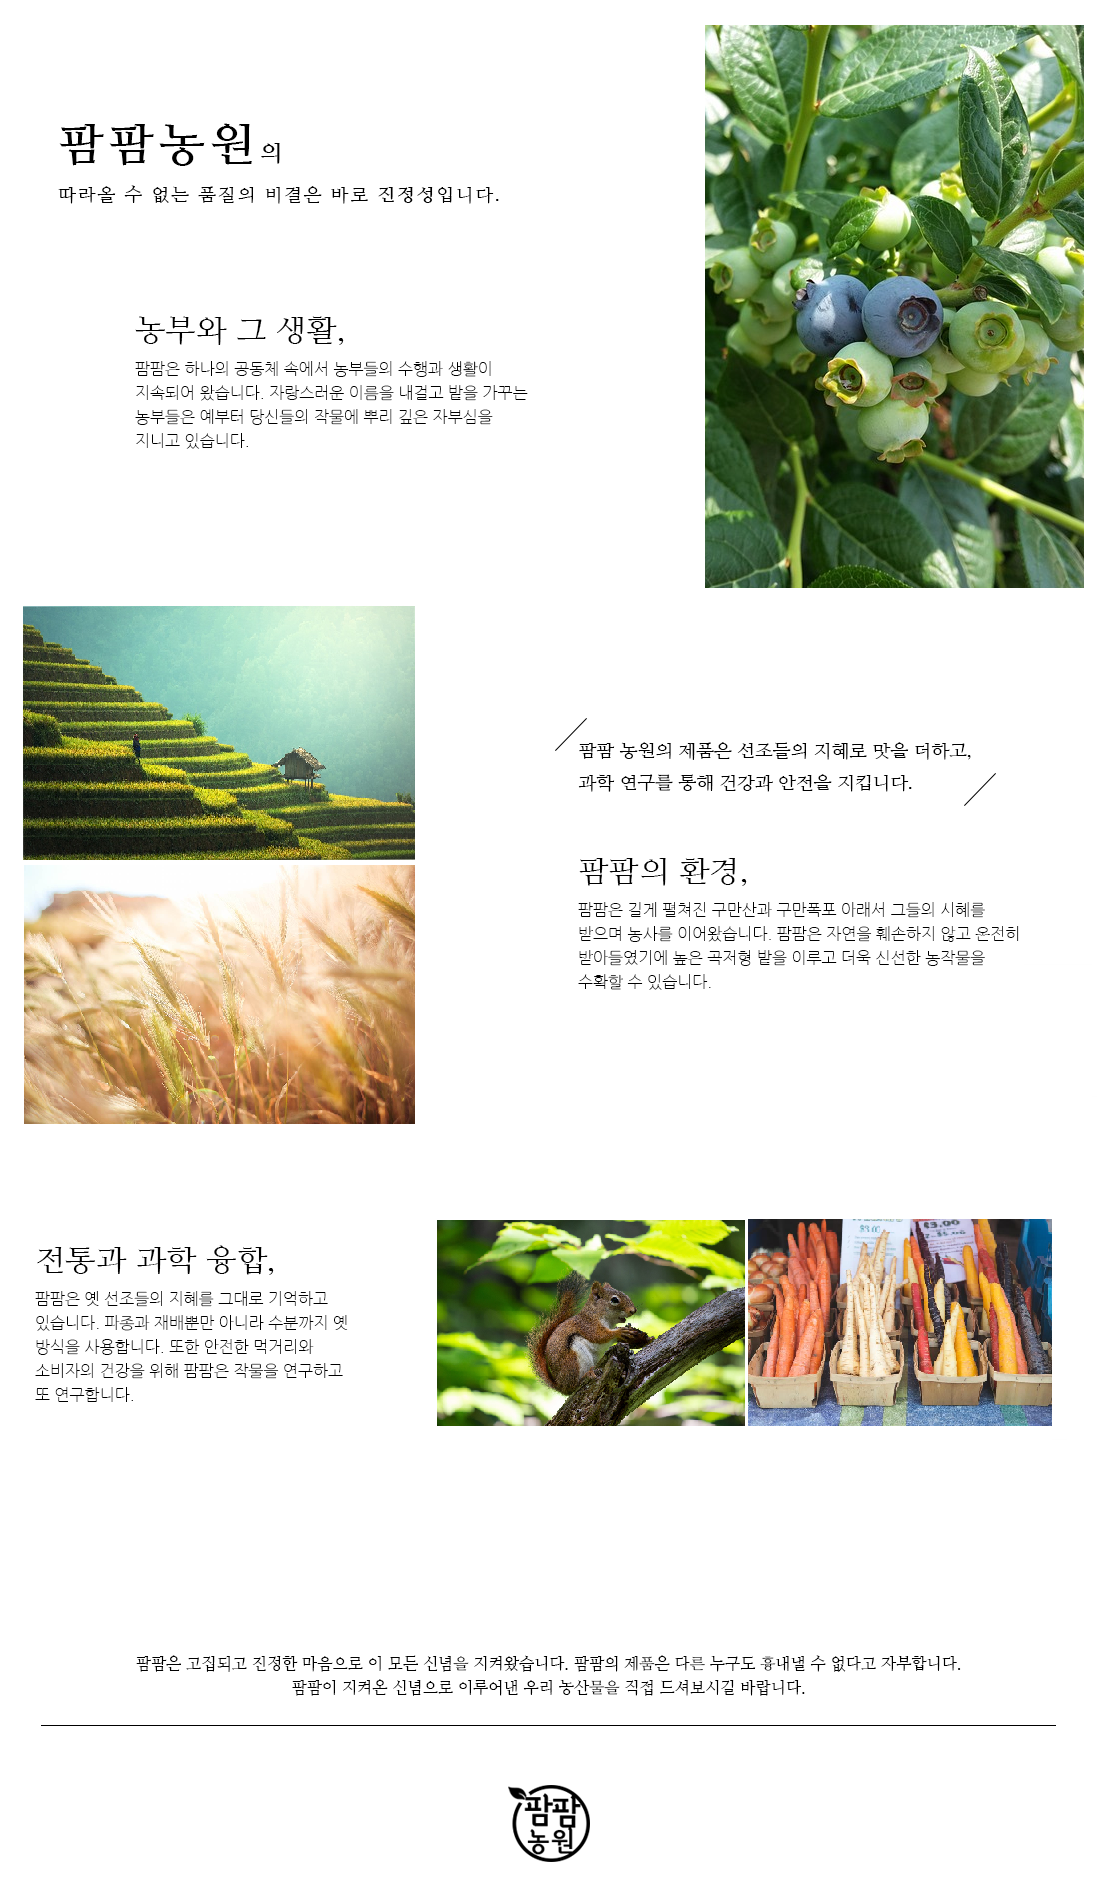 팜팜농원의
따라올 수 없는 품질의 비결은 바로 진정성입니다.
농부와 그 생활,
팜팜은 하나의 공동체 속에서 농부들의 수행과 생활이
지속되어 왔습니다. 자랑스러운 이름을 내걸고 밭을 가꾸는
농부들은 예부터 당신들의 작물에 뿌리 깊은 자부심을
지니고 있습니다.
팜팜 농원의 제품은 선조들의 지혜로 맛을 더하고,
과학 연구를 통해 건강과 안전을 지킵니다.
팜팜의 환경,
팜팜은 길게 펼쳐진 구만산과 구만폭포 아래서 그들의 시혜를
받으며 농사를 이어왔습니다. 팜팜은 자연을 훼손하지 않고 온전히
받아들였기에 높은 곡저형 밭을 이루고 더욱 신선한 농작물을
수확할 수 있습니다.
전통과 과학 융합,
팜팜은 옛 선조들의 지혜를 그대로 기억하고
있습니다. 파종과 재배뿐만 아니라 수분까지 옛
방식을 사용합니다. 또한 안전한 먹거리와
소비자의 건강을 위해 팜팜은 작물을 연구하고
또 연구합니다.
$3.00
$3.00
팜팜은 고집되고 진정한 마음으로 이 모든 신념을 지켜왔습니다. 팜팜의 제품은 다른 누구도 흉내낼 수 없다고 자부합니다.
팜팜이 지켜온 신념으로 이루어낸 우리 농산물을 직접 드셔보시길 바랍니다.
팜팜
농원